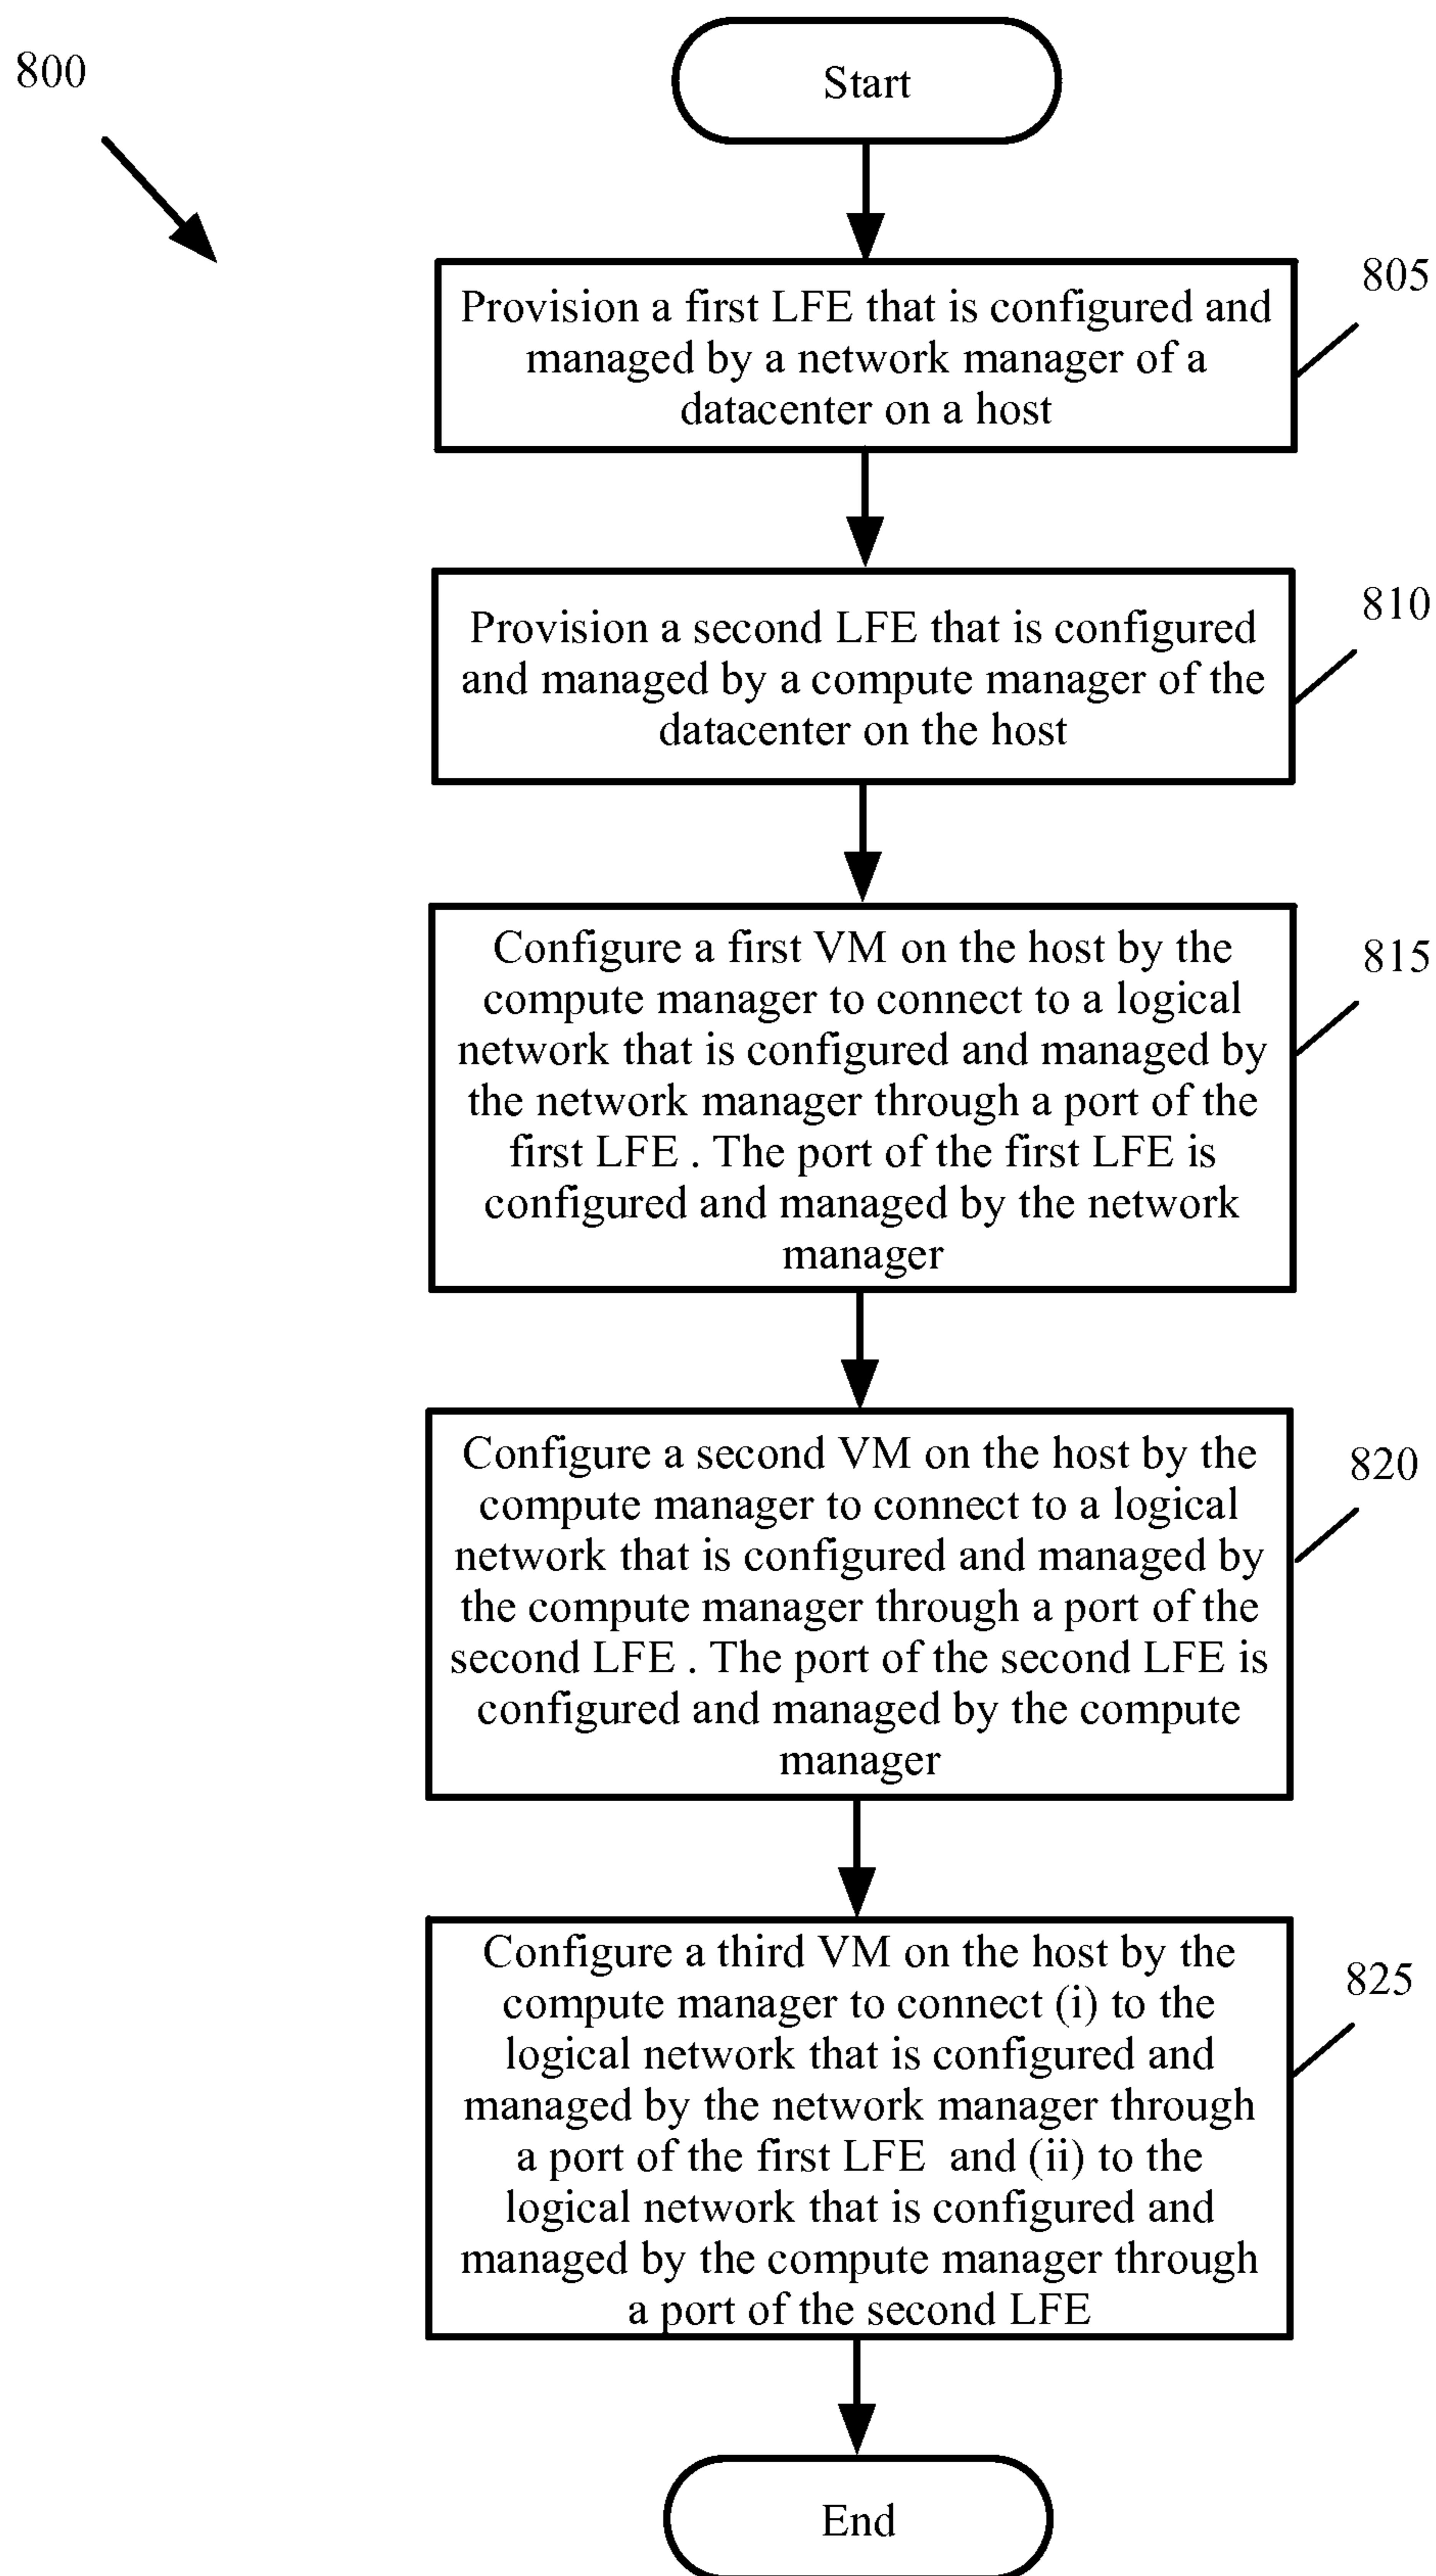 800
Start
Provision a first LFE that is configured and
managed by a network manager of a
datacenter on a host
805
Provision a second LFE that is configured
and managed by a compute manager of the
datacenter on the host
810
Configure a first VM on the host by the
compute manager to connect to a logical
network that is configured and managed by
the network manager through a port of the
first LFE . The port of the first LFE is
configured and managed by the network
manager
815
Configure a second VM on the host by the
compute manager to connect to a logical
network that is configured and managed by
the compute manager through a port of the
second LFE . The port of the second LFE is
configured and managed by the compute
manager
820
Configure a third VM on the host by the
compute manager to connect (i) to the
logical network that is configured and
managed by the network manager through
a port of the first LFE  and (ii) to the
logical network that is configured and
managed by the compute manager through
a port of the second LFE
825
End